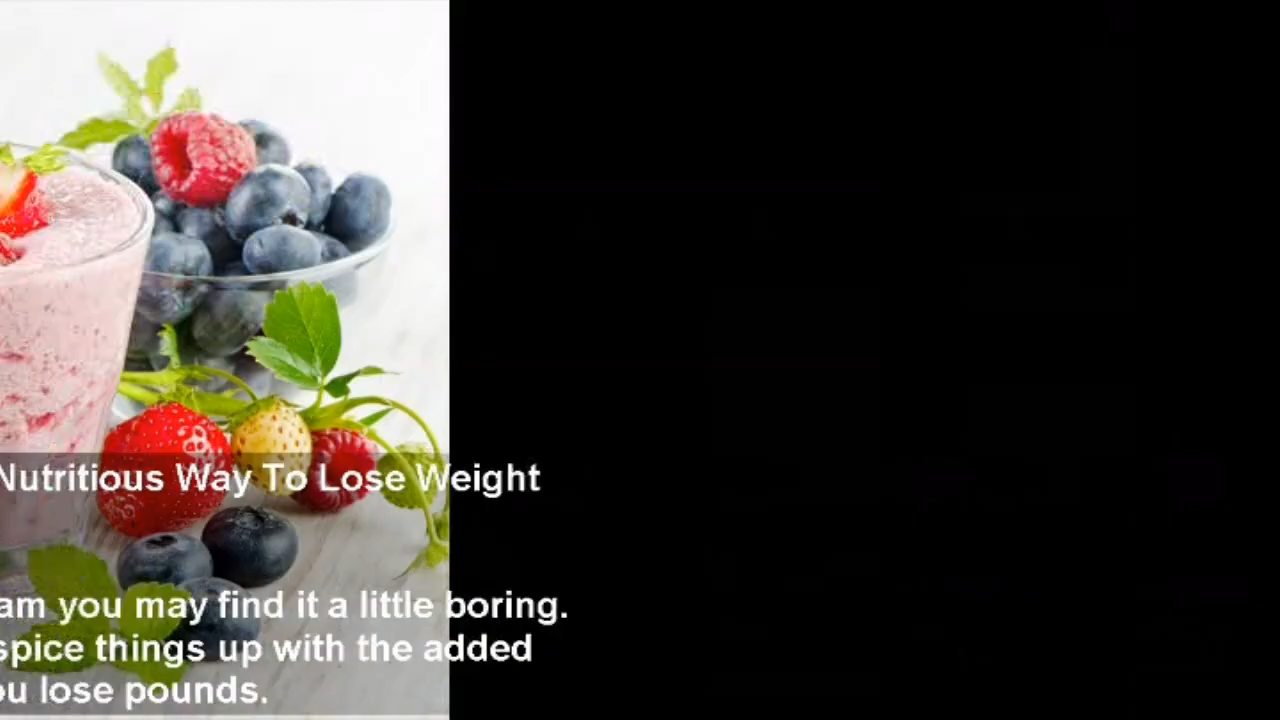 Nutritious Way To Lose Weight
am you may find it a little boring.
spice things up with the added
ou lose pounds.